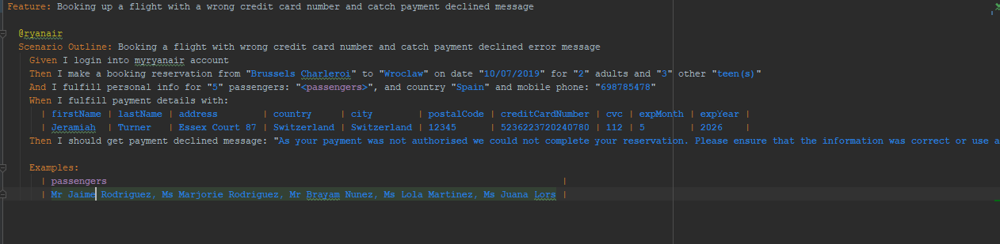 Feature: Booking up a flight with a wrong credit card number and catch payment declined message
@ryanair
Scenario Outline: Booking a flight with wrong credit card number and catch payment declined error message
Given I login into myryanair account
Then I make a booking reservation from "Brussels Charleroi" to "Wroclaw" on date "10/07/2019" for "2" adults and "3" other "teen(s)"
And I fulfill personal info for "5" passengers: "<passengers>", and country "Spain" and mobile phone: "698785478"
When I fulfill payment details with:
| firstName | lastName | address | country | city | postalCode | creditCardNumber | cvc | expMonth | expYear |
| Jeramiah | Turner | Essex Court 87 | Switzerland | Switzerland | 12345 | 5236223720240780 | 112 | 5 | 2026 |
Then I should get payment declined message: "As your payment was not authorised we could not complete your reservation. Please ensure that the information was correct or use a
Examples:
| passengers |
| Mr Jaime Rodriguez, Ms Marjorie Rodriguez, Mr Brayam Nunez, Ms Lola Martinez, Ms Juana Lors |